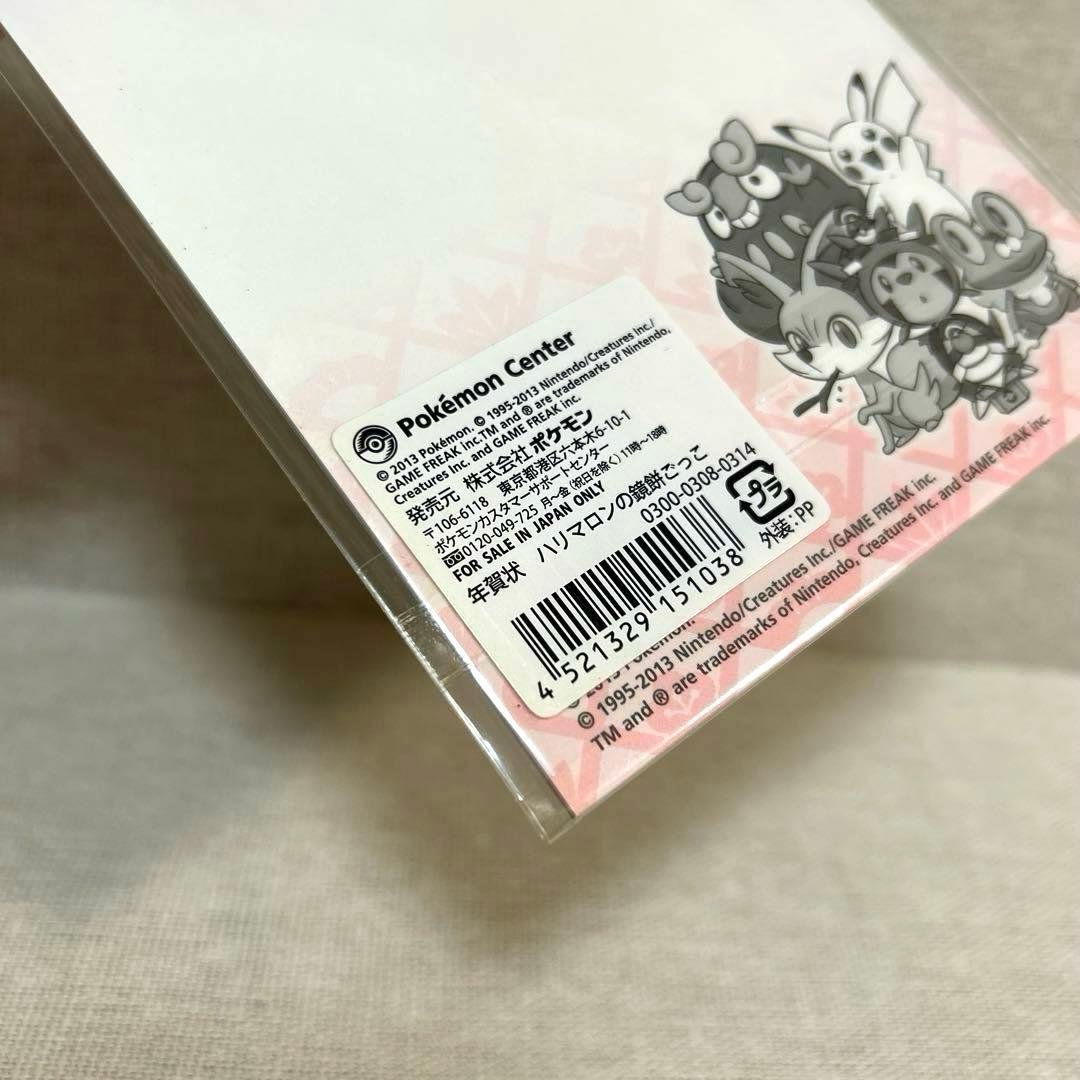 Pokémon Center
© 2013 Pokémon. © 1995-2013 Nintendo/Creatures Inc./
GAME FREAK inc. TM and ® are trademarks of Nintendo,
Creatures Inc. and GAME FREAK inc.
発売元 株式会社ポケモン
〒106-6118 東京都港区六本木6-10-1
ポケモンカスタマーサポートセンター
0120-049-725 月～金(祝日を除く)11時～18時
FOR SALE IN JAPAN ONLY
年賀状 ハリマロンの鏡餅ごっこ
0300-0308-0314
4 521329 151038
プラ
外装:PP
© 2013 Pokémon.
© 1995-2013 Nintendo/Creatures Inc./GAME FREAK inc.
TM and ® are trademarks of Nintendo, Creatures Inc. and GAME FREAK inc.